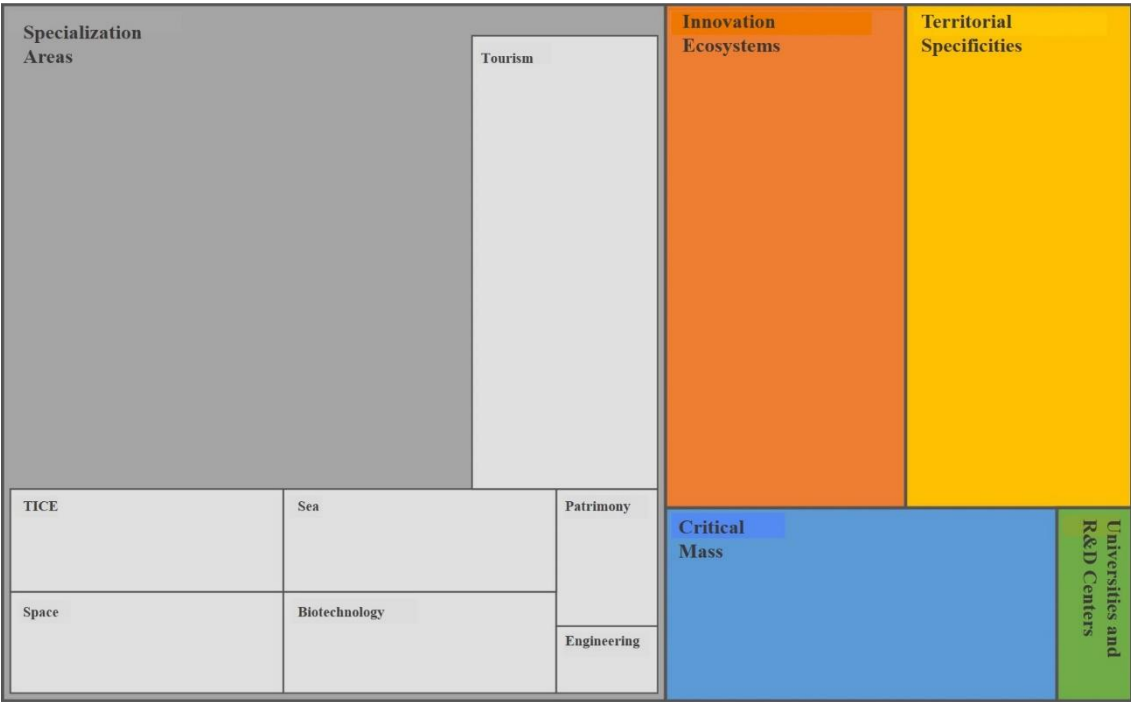 Specialization
Areas
Tourism
TICE
Sea
Patrimony
Space
Biotechnology
Engineering
Innovation
Ecosystems
Territorial
Specificities
Critical
Mass
Universities and
R&D Centers